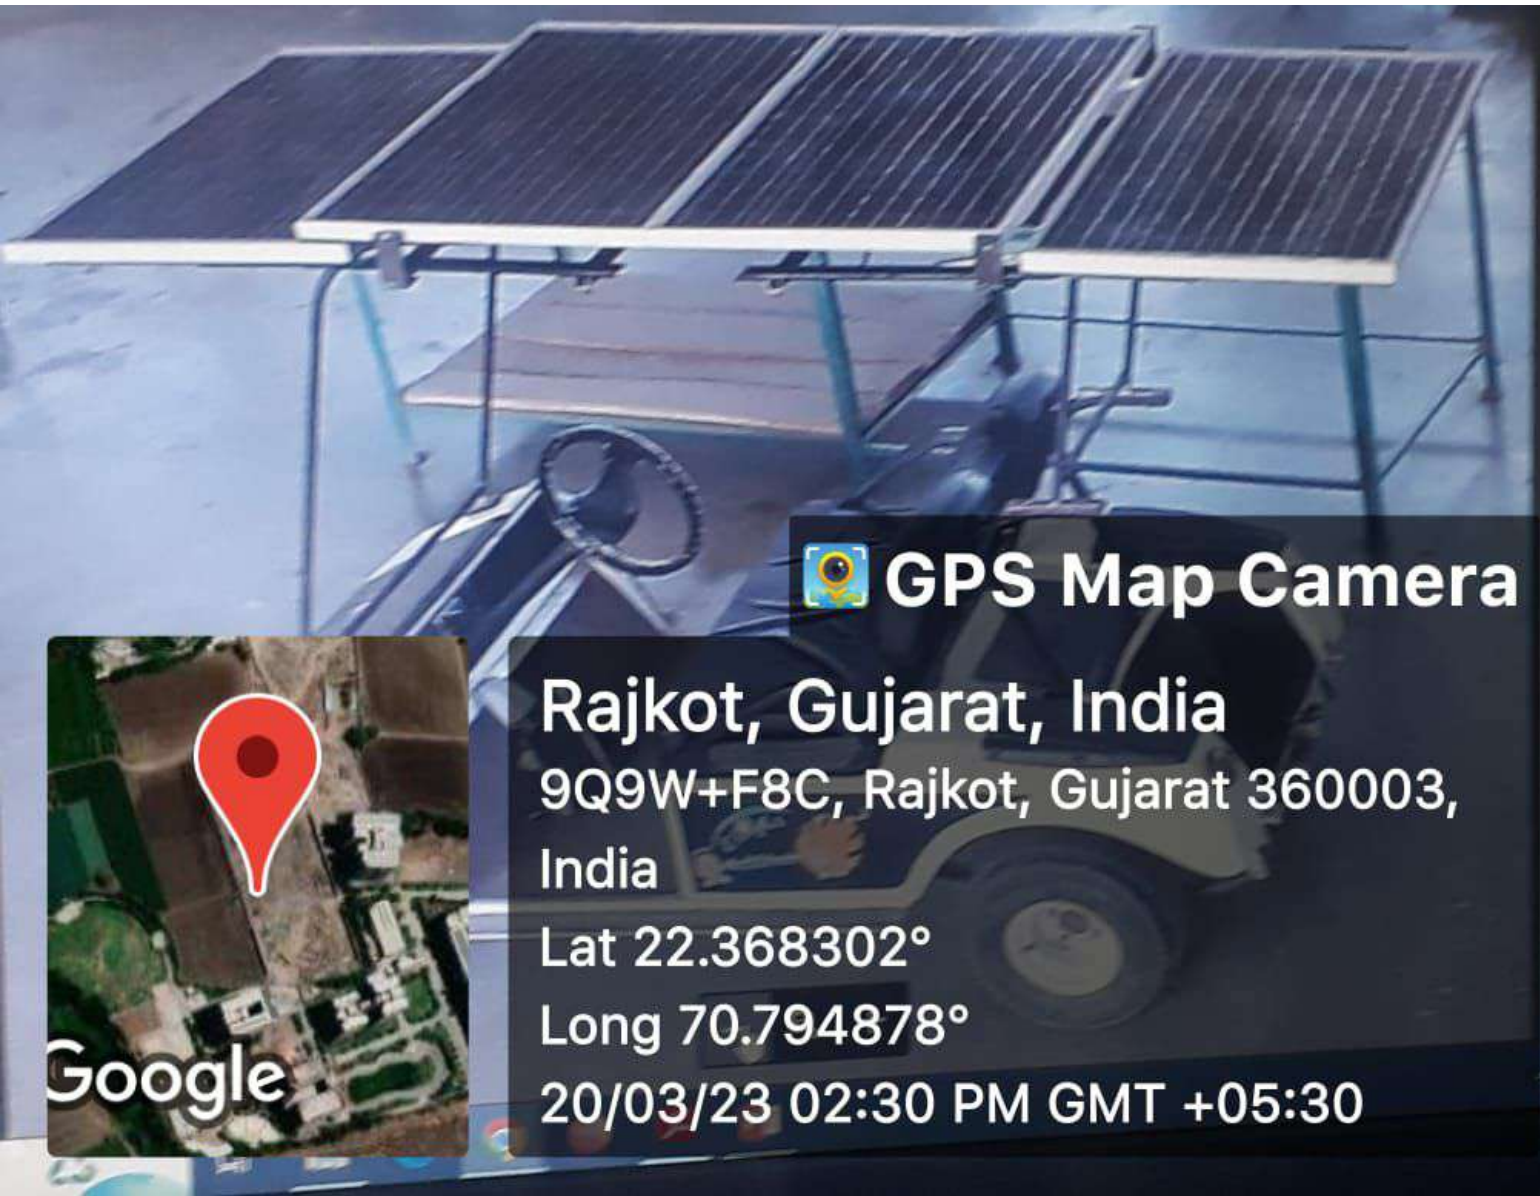 GPS Map Camera
Rajkot, Gujarat, India
9Q9W+F8C, Rajkot, Gujarat 360003,
India
Lat 22.368302°
Long 70.794878°
20/03/23 02:30 PM GMT +05:30
Google